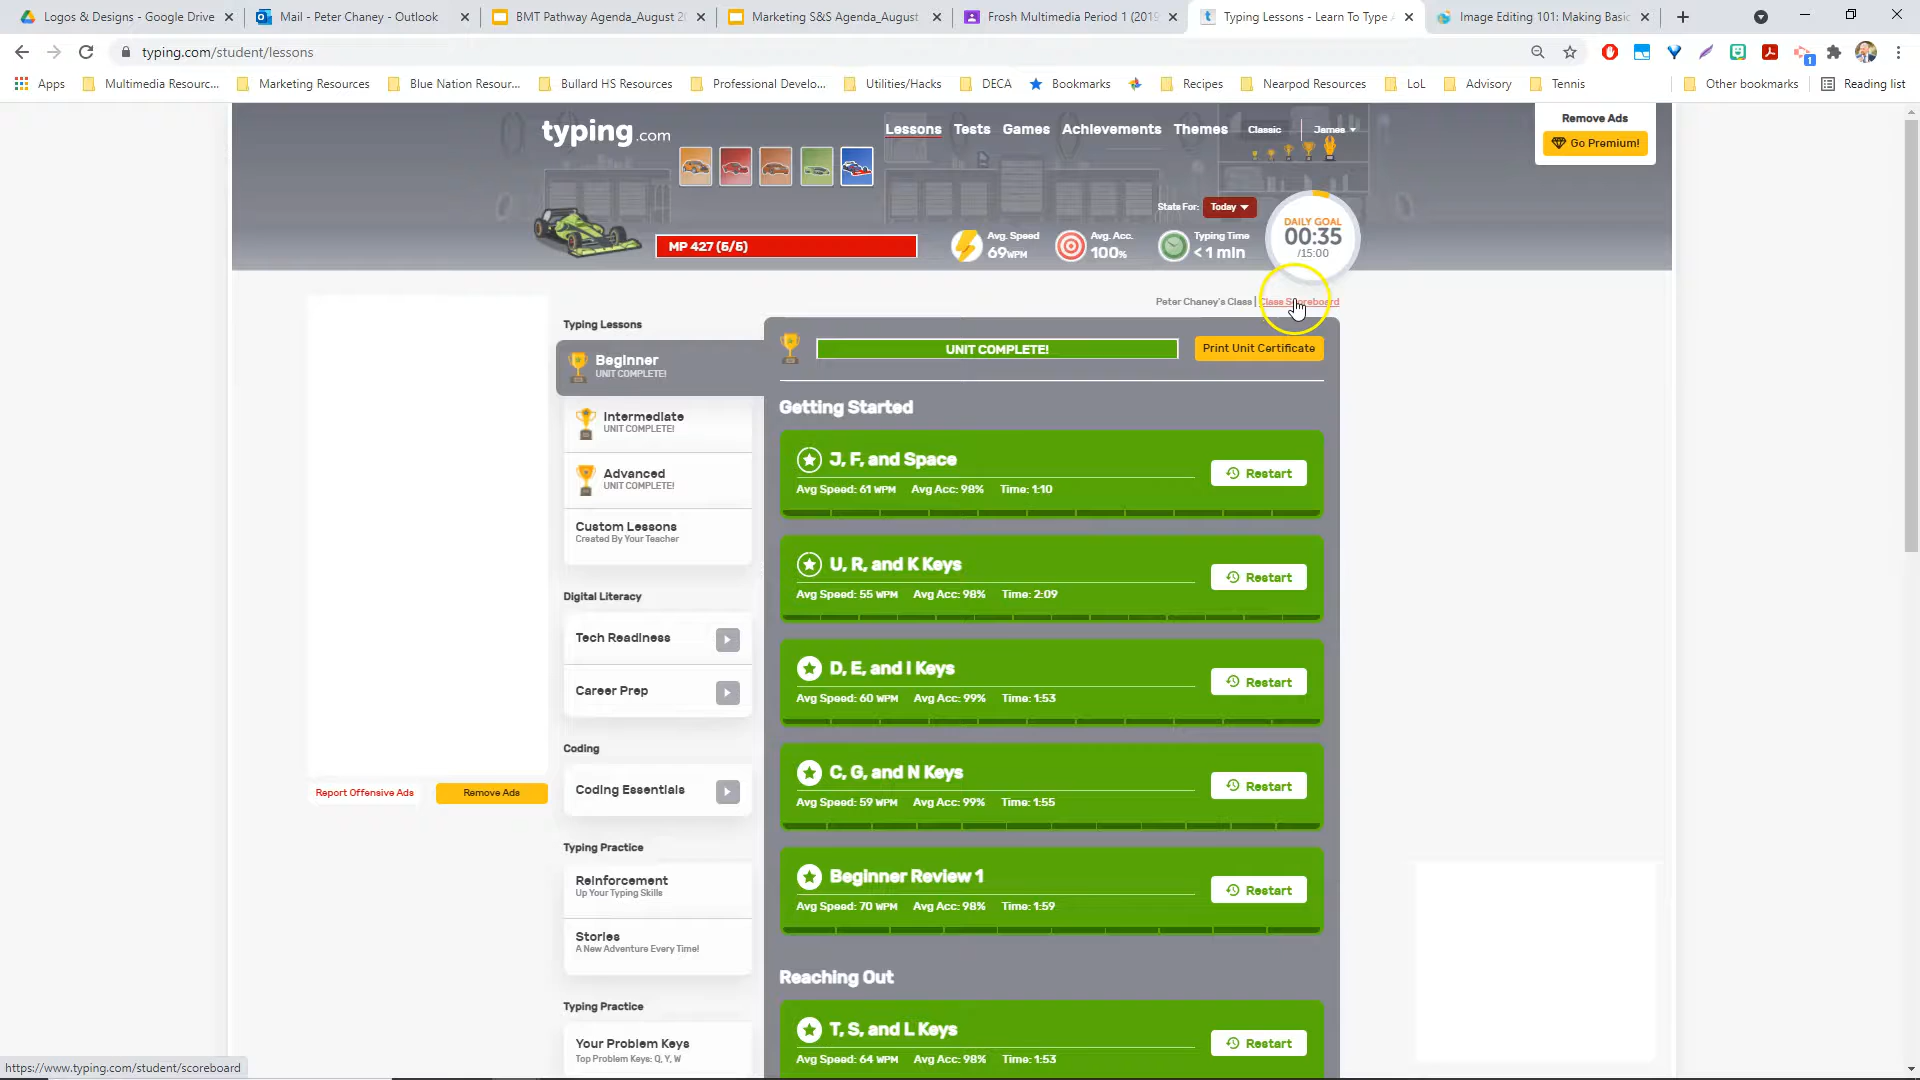 Logos & Designs - Google Drive
Mail - Peter Chaney - Outlook
BMT Pathway Agenda_August 2
Marketing S&S Agenda_August
Frosh Multimedia Period 1 (2019
Typing Lessons - Learn To Type
Image Editing 101: Making Basic
typing.com/student/lessons
1
Apps
Multimedia Resourc...
Marketing Resources
Blue Nation Resour...
Bullard HS Resources
Professional Develo...
Utilities/Hacks
DECA
Bookmarks
Recipes
Nearpod Resources
LoL
Advisory
Tennis
Other bookmarks
Reading list
typing.com
Lessons
Tests
Games
Achievements
Themes
Classic
James
Remove Ads
Go Premium!
Stats For:
Today
MP 427 (5/5)
Avg. Speed
69WPM
Avg. Acc.
100%
Typing Time
< 1 min
DAILY GOAL
00:35
/15:00
Peter Chaney's Class | Class Scoreboard
Typing Lessons
Beginner
UNIT COMPLETE!
Intermediate
UNIT COMPLETE!
Advanced
UNIT COMPLETE!
Custom Lessons
Created By Your Teacher
Digital Literacy
Tech Readiness
Career Prep
Coding
Coding Essentials
Typing Practice
Reinforcement
Up Your Typing Skills
Stories
A New Adventure Every Time!
Typing Practice
Your Problem Keys
Top Problem Keys: Q, Y, W
Report Offensive Ads
Remove Ads
UNIT COMPLETE!
Print Unit Certificate
Getting Started
J, F, and Space
Avg Speed: 61 WPM Avg Acc: 98% Time: 1:10
Restart
U, R, and K Keys
Avg Speed: 55 WPM Avg Acc: 98% Time: 2:09
Restart
D, E, and I Keys
Avg Speed: 60 WPM Avg Acc: 99% Time: 1:53
Restart
C, G, and N Keys
Avg Speed: 59 WPM Avg Acc: 99% Time: 1:55
Restart
Beginner Review 1
Avg Speed: 70 WPM Avg Acc: 98% Time: 1:59
Restart
Reaching Out
T, S, and L Keys
Avg Speed: 64 WPM Avg Acc: 98% Time: 1:53
Restart
https://www.typing.com/student/scoreboard